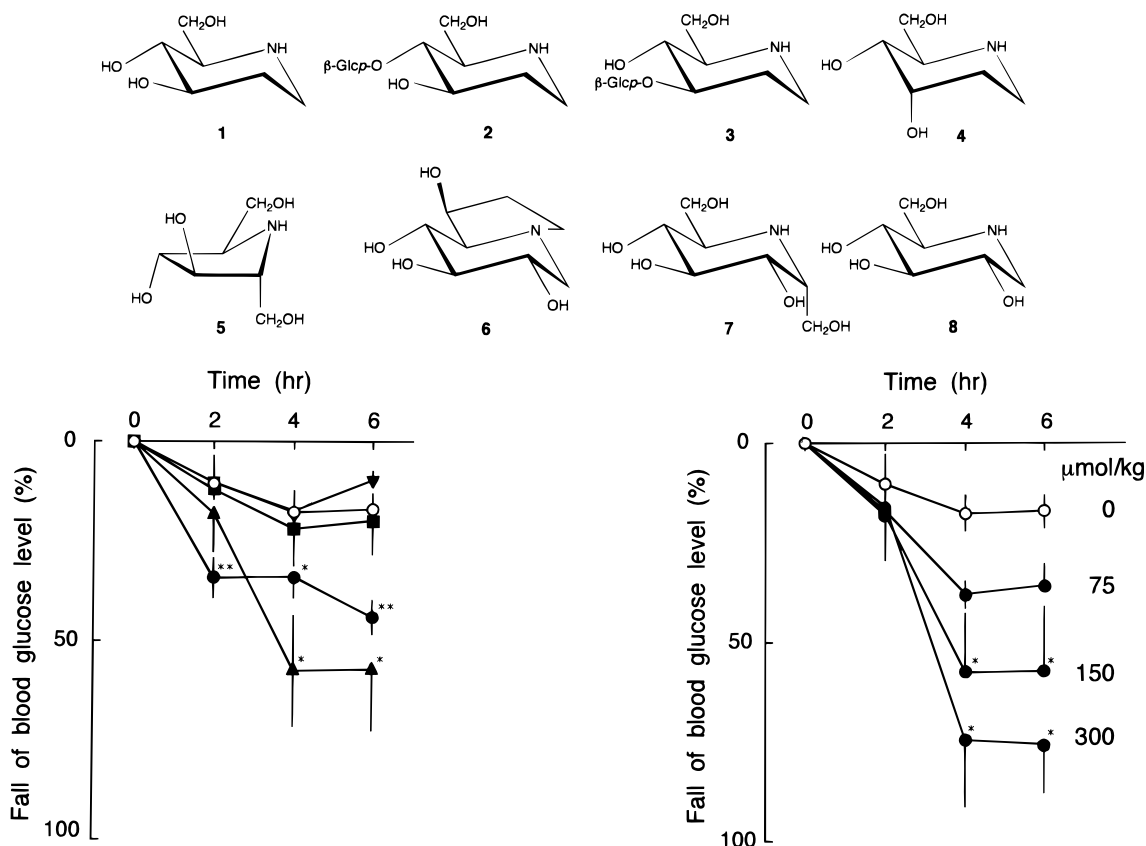 CH₂OH
HO
HO
NH
1
CH₂OH
β-Glcp-O
HO
NH
2
CH₂OH
HO
β-Glcp-O
NH
3
CH₂OH
HO
NH
OH
4
CH₂OH
HO
NH
HO
CH₂OH
5
HO
HO
HO
N
OH
6
CH₂OH
HO
HO
NH
OH
CH₂OH
7
CH₂OH
HO
HO
NH
OH
8
Time (hr)
0 2 4 6
Fall of blood glucose level (%)
0
50
100
** * **
* *
Time (hr)
0 2 4 6
Fall of blood glucose level (%)
0
50
100
μmol/kg
0
75
* * 150
* * 300